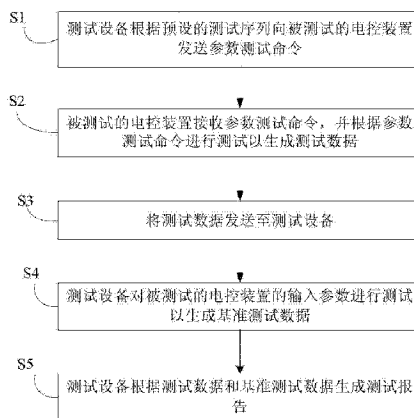 S1
测试设备根据预设的测试序列向被测试的电控装置
发送参数测试命令
S2
被测试的电控装置接收参数测试命令，并根据参数
测试命令进行测试以生成测试数据
S3
将测试数据发送至测试设备
S4
测试设备对被测试的电控装置的输入参数进行测试
以生成基准测试数据
S5
测试设备根据测试数据和基准测试数据生成测试报
告